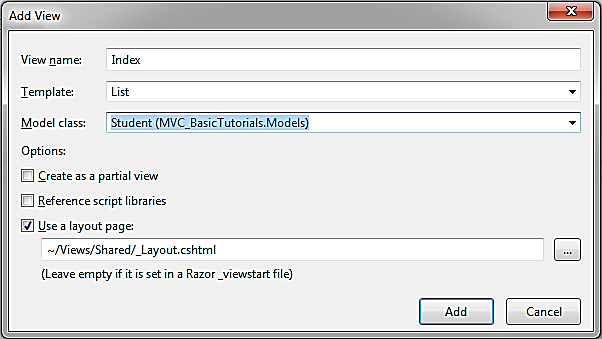 Add View
View name: Index
Template: List
Model class: Student (MVC_BasicTutorials.Models)
Options:
Create as a partial view
Reference script libraries
Use a layout page:
~/Views/Shared/_Layout.cshtml ...
(Leave empty if it is set in a Razor _viewstart file)
Add Cancel